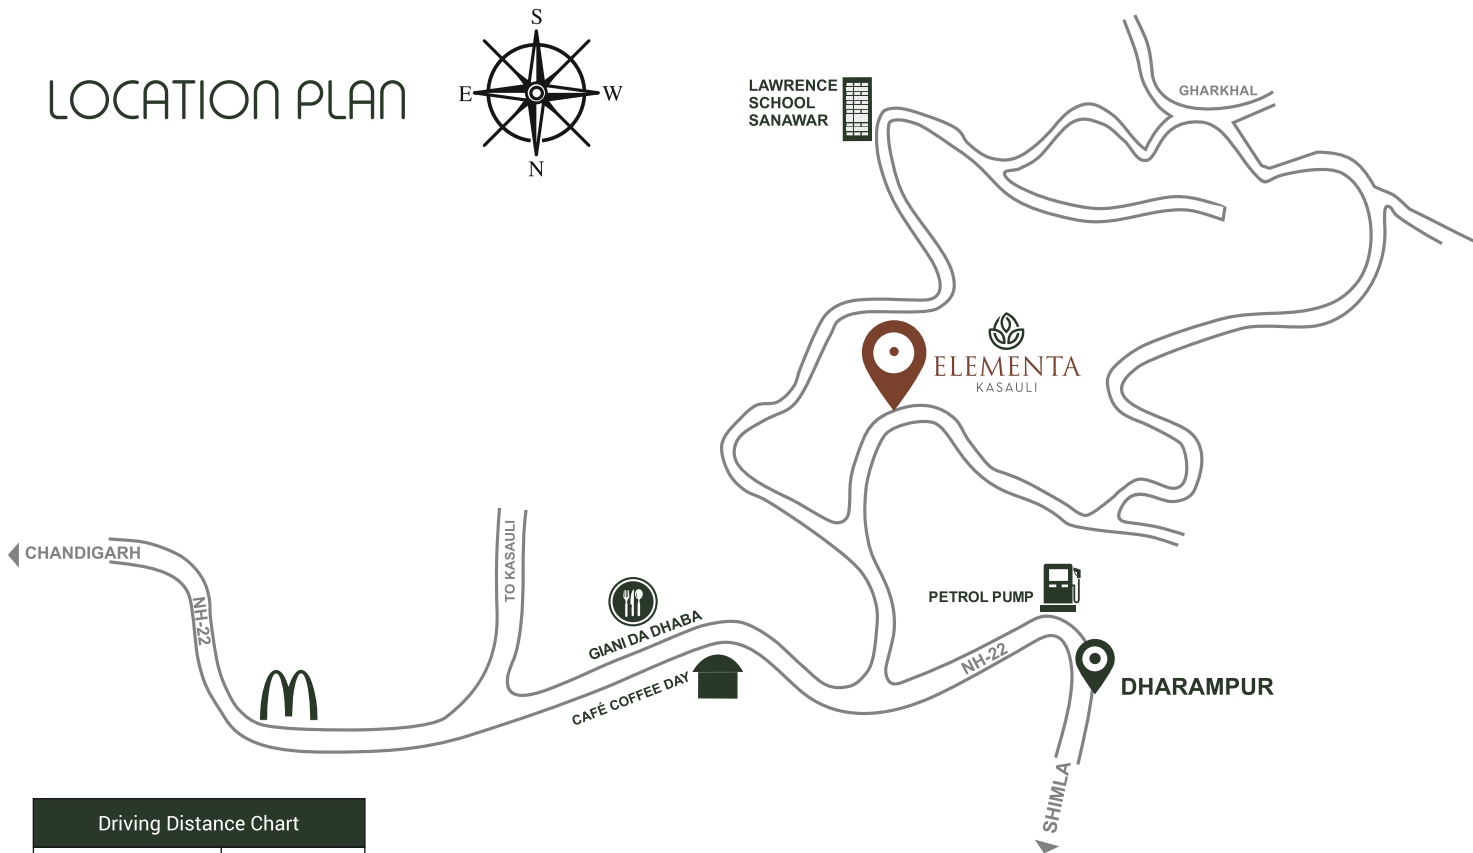 LOCATION PLAN
S
E
W
N
LAWRENCE
SCHOOL
SANAWAR
GHARKHAL
ELEMENTA
KASAULI
CHANDIGARH
NH-22
TO KASAULI
GIANI DA DHABA
CAFÉ COFFEE DAY
PETROL PUMP
NH-22
DHARAMPUR
SHIMLA
Driving Distance Chart